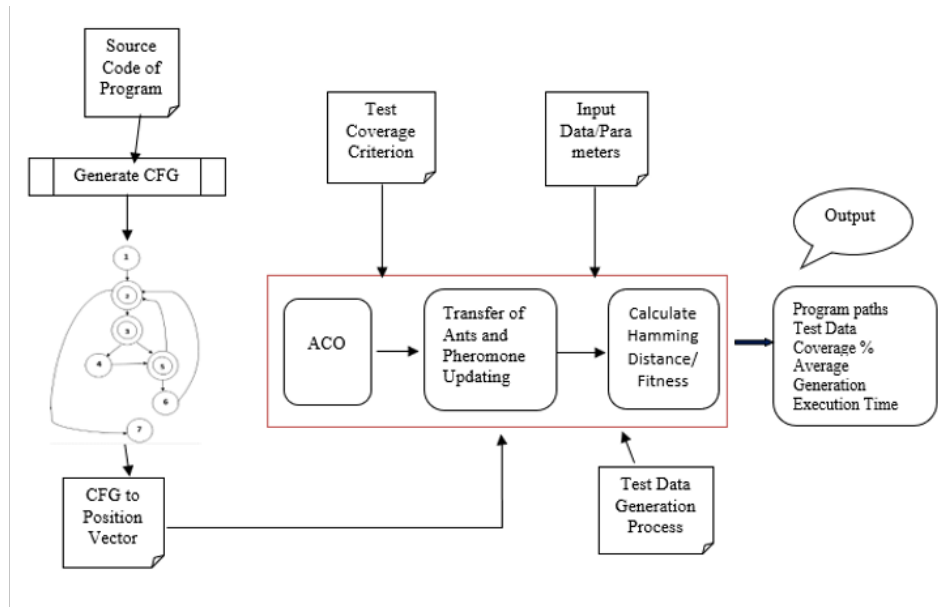 Source
Code of
Program
Generate CFG
1
2
3
4
5
6
7
CFG to
Position
Vector
Test
Coverage
Criterion
Input
Data/Para
meters
ACO
Transfer of
Ants and
Pheromone
Updating
Calculate
Hamming
Distance/
Fitness
Test Data
Generation
Process
Output
Program paths
Test Data
Coverage %
Average
Generation
Execution Time